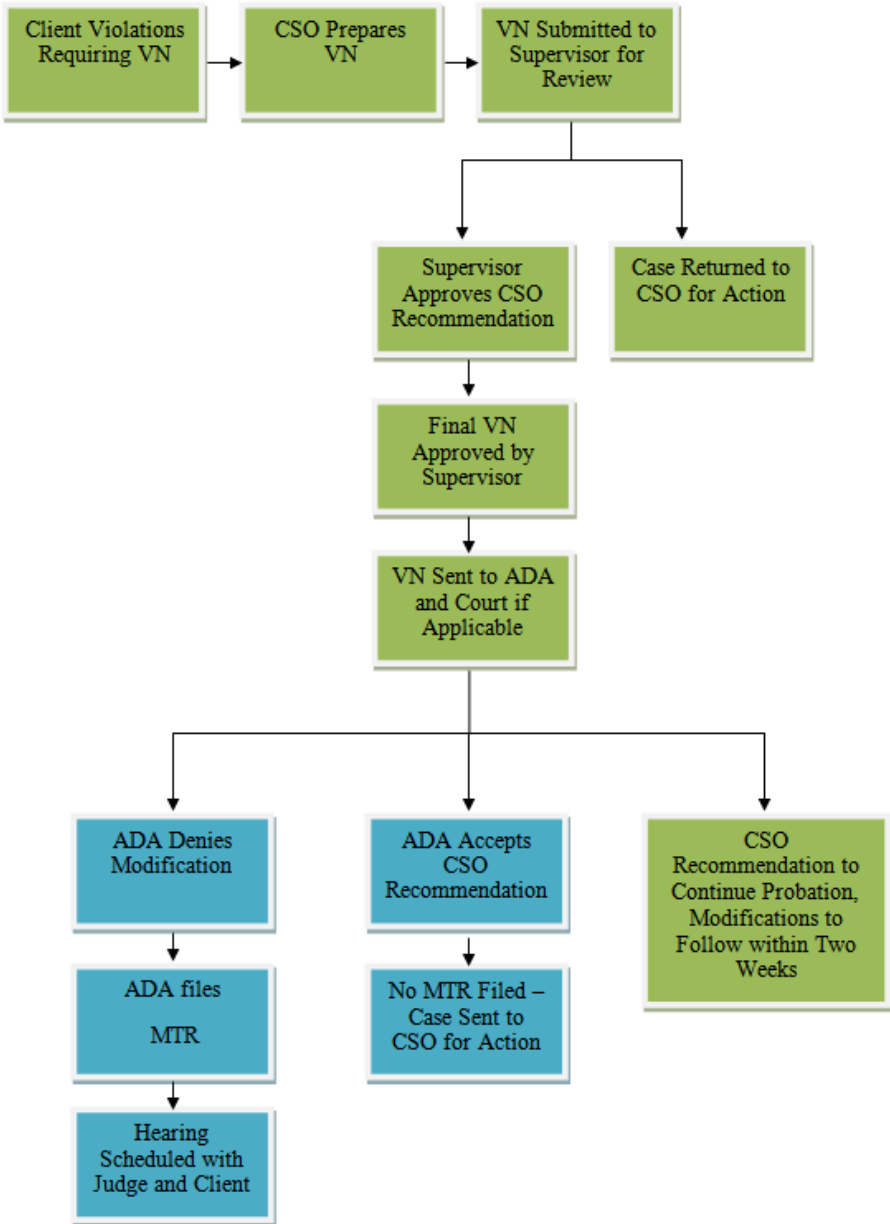 Client Violations
Requiring VN
CSO Prepares
VN
VN Submitted to
Supervisor for
Review
Supervisor
Approves CSO
Recommendation
Case Returned to
CSO for Action
Final VN
Approved by
Supervisor
VN Sent to ADA
and Court if
Applicable
ADA Denies
Modification
ADA Accepts
CSO
Recommendation
CSO
Recommendation to
Continue Probation,
Modifications to
Follow within Two
Weeks
ADA files
MTR
No MTR Filed –
Case Sent to
CSO for Action
Hearing
Scheduled with
Judge and Client